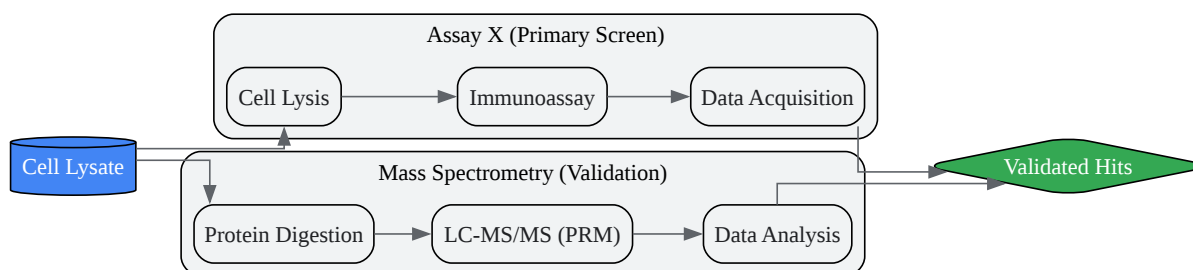 Assay X (Primary Screen)
Cell Lysis
Immunoassay
Data Acquisition
Cell Lysate
Validated Hits
Mass Spectrometry (Validation)
Protein Digestion
LC-MS/MS (PRM)
Data Analysis